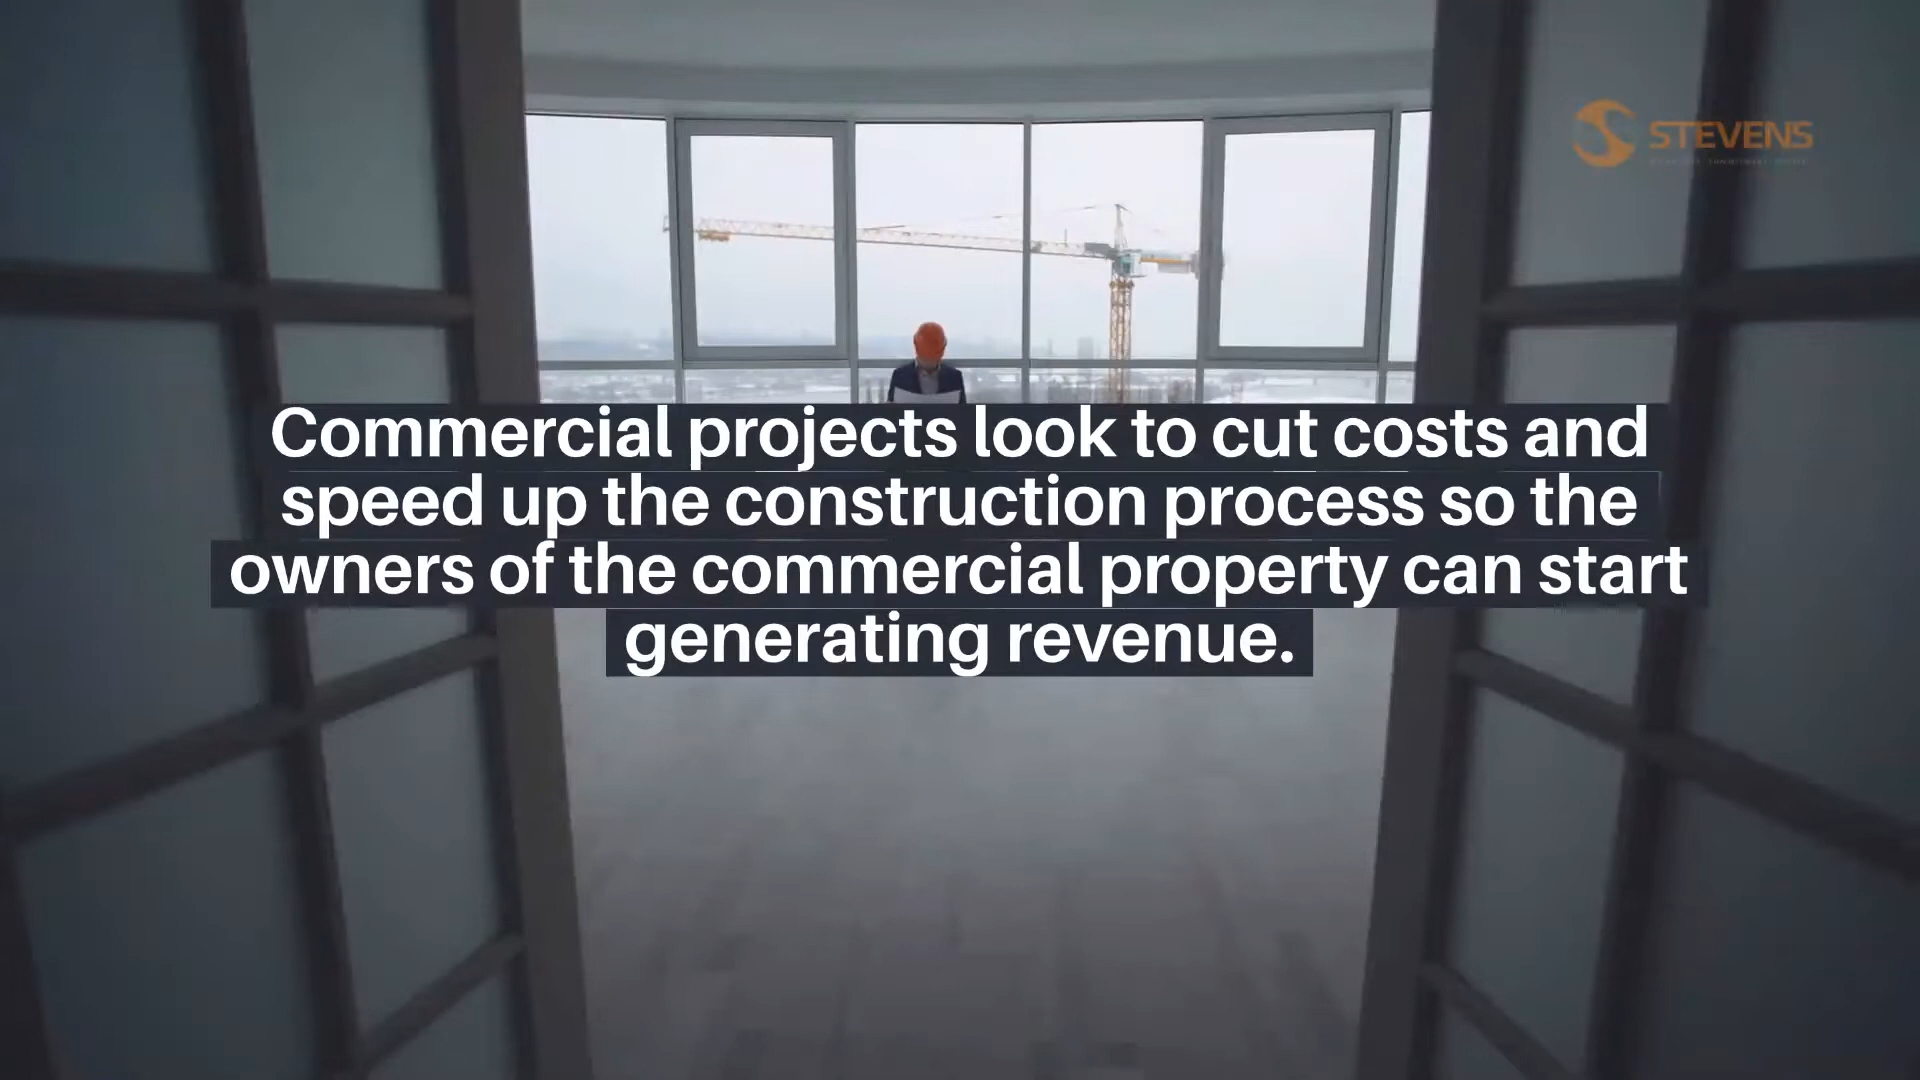 STEVENS
Commercial projects look to cut costs and
speed up the construction process so the
owners of the commercial property can start
generating revenue.